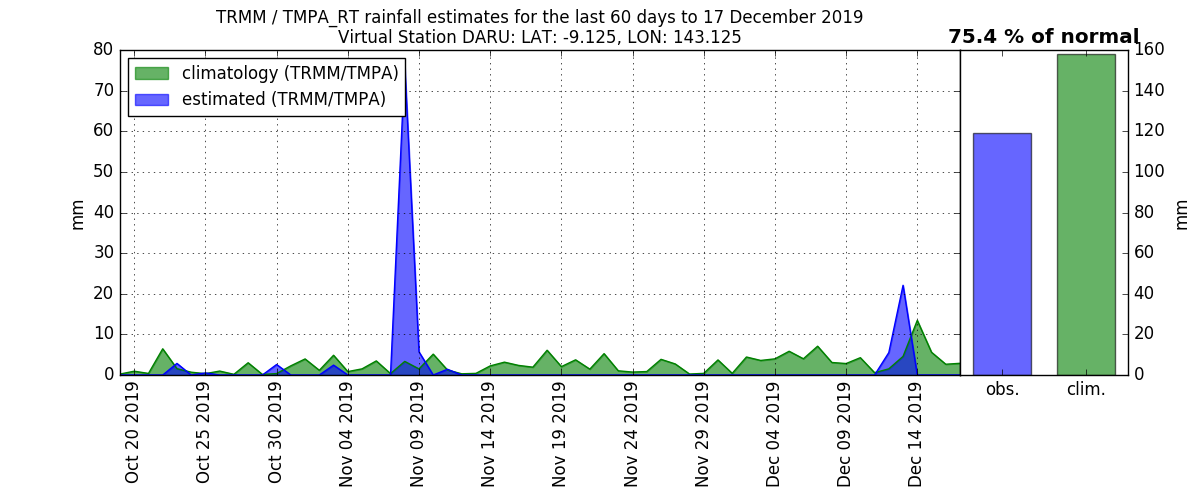 TRMM / TMPA_RT rainfall estimates for the last 60 days to 17 December 2019
Virtual Station DARU: LAT: -9.125, LON: 143.125
75.4 % of normal
climatology (TRMM/TMPA)
estimated (TRMM/TMPA)
80
70
60
50
40
30
20
10
0
mm
Oct 20 2019
Oct 25 2019
Oct 30 2019
Nov 04 2019
Nov 09 2019
Nov 14 2019
Nov 19 2019
Nov 24 2019
Nov 29 2019
Dec 04 2019
Dec 09 2019
Dec 14 2019
obs.
clim.
160
140
120
100
80
60
40
20
0
mm